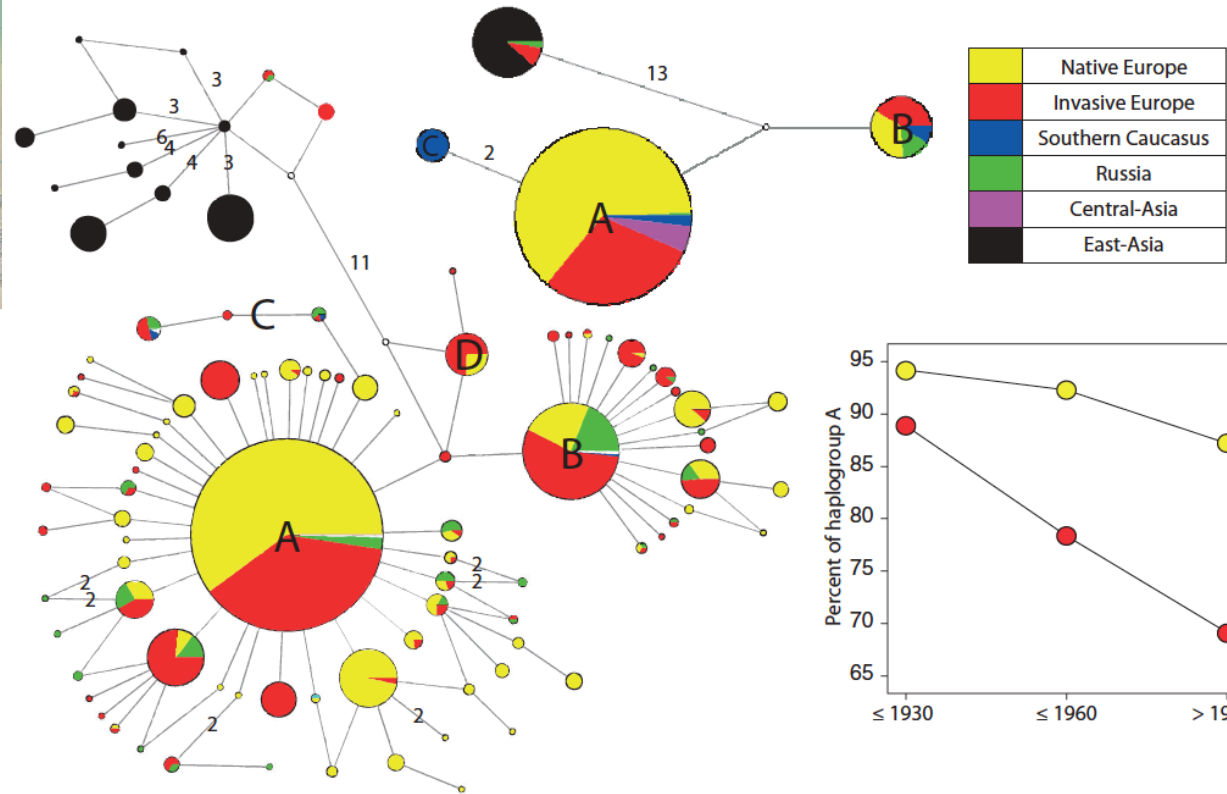 3
3
6
4
4
3
11
13
2
C
A
B
Native Europe
Invasive Europe
Southern Caucasus
Russia
Central-Asia
East-Asia
C
D
B
A
2
2
2
2
2
2
Percent of haplogroup A
95
90
85
80
75
70
65
≤ 1930
≤ 1960
> 19